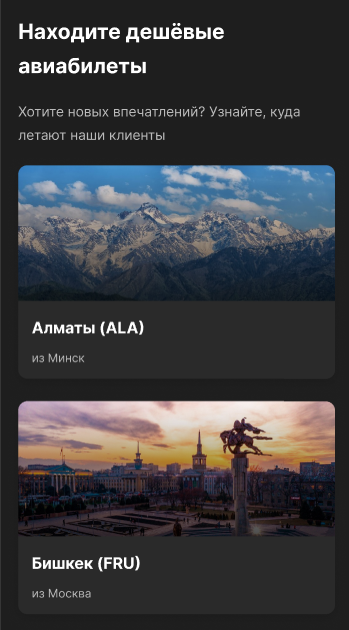 Находите дешёвые
авиабилеты
Хотите новых впечатлений? Узнайте, куда
летают наши клиенты
Алматы (ALA)
из Минск
Бишкек (FRU)
из Москва